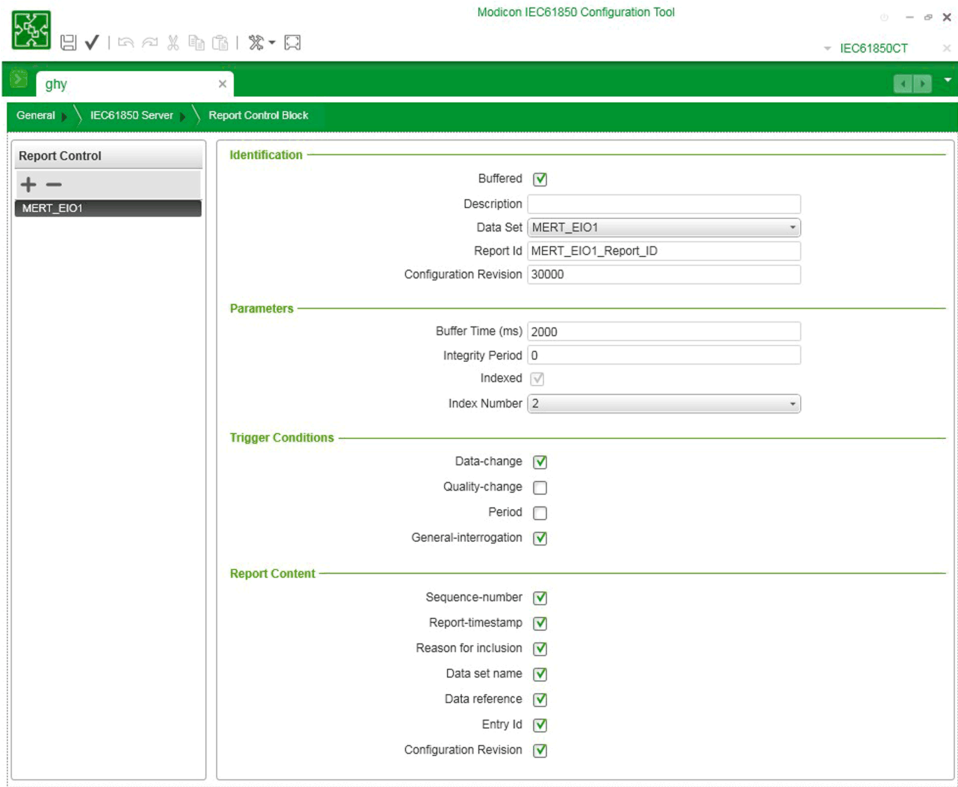 Modicon IEC61850 Configuration Tool
IEC61850CT
ghy
General
IEC61850 Server
Report Control Block
Report Control
MERT_EIO1
Identification
Buffered
Description
Data Set MERT_EIO1
Report Id MERT_EIO1_Report_ID
Configuration Revision 30000
Parameters
Buffer Time (ms) 2000
Integrity Period 0
Indexed
Index Number 2
Trigger Conditions
Data-change
Quality-change
Period
General-interrogation
Report Content
Sequence-number
Report-timestamp
Reason for inclusion
Data set name
Data reference
Entry Id
Configuration Revision